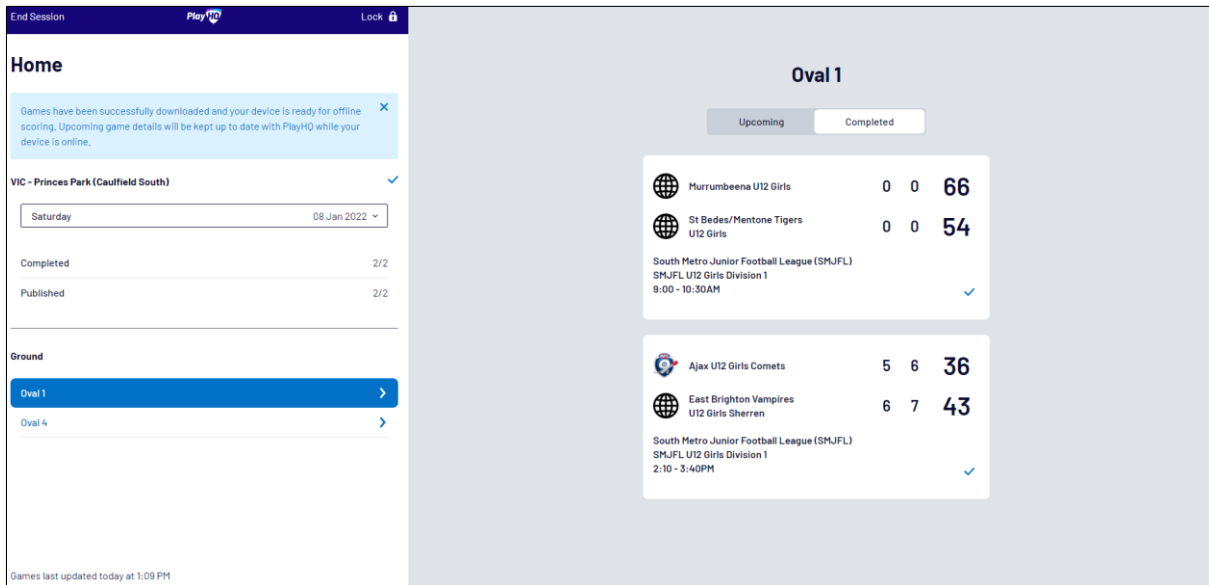 End Session
PlayHQ
Lock
Home
Games have been successfully downloaded and your device is ready for offline
scoring. Upcoming game details will be kept up to date with PlayHQ while your
device is online.
VIC - Princes Park (Caulfield South)
Saturday 08 Jan 2022
Completed 2/2
Published 2/2
Ground
Oval 1
Oval 4
Games last updated today at 1:09 PM
Oval 1
Upcoming Completed
Murrumbeena U12 Girls 0 0 66
St Bedes/Mentone Tigers
U12 Girls 0 0 54
South Metro Junior Football League (SMJFL)
SMJFL U12 Girls Division 1
9:00 - 10:30AM
Ajax U12 Girls Comets 5 6 36
East Brighton Vampires
U12 Girls Sherren 6 7 43
South Metro Junior Football League (SMJFL)
SMJFL U12 Girls Division 1
2:10 - 3:40PM